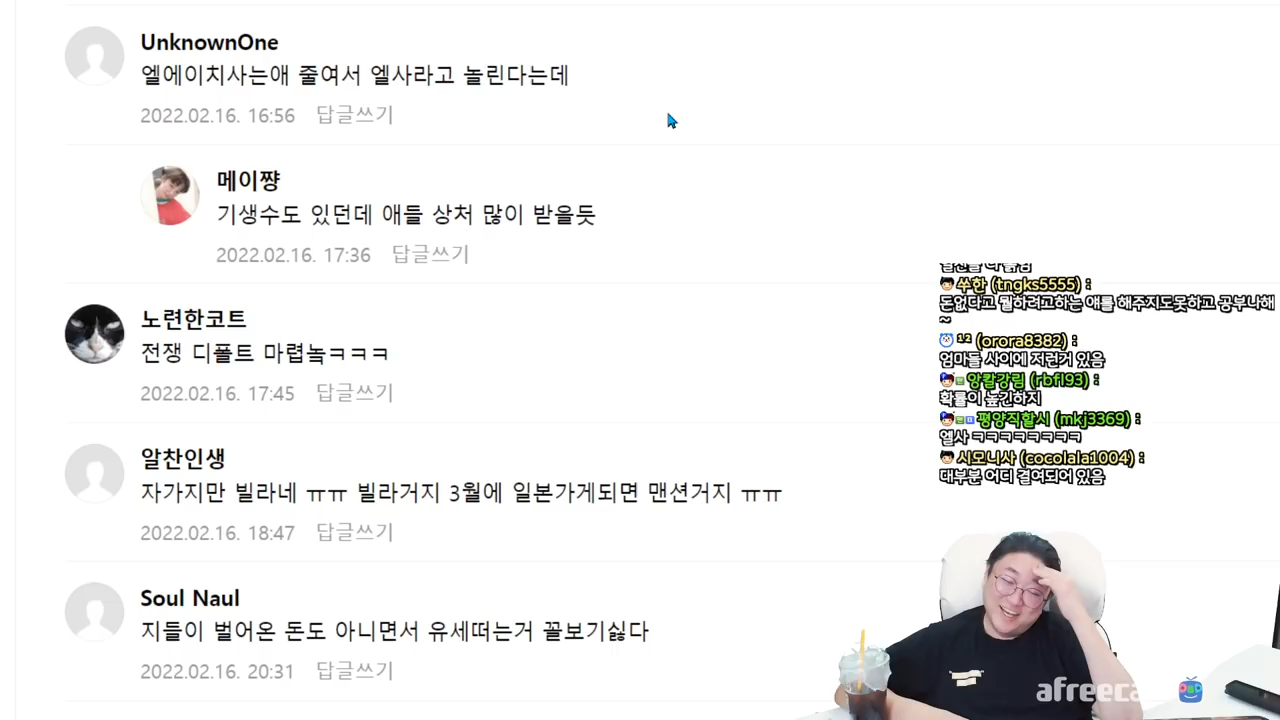 UnknownOne
엘에이치사는애 줄여서 엘사라고 놀린다는데
2022.02.16. 16:56 답글쓰기
메이쨩
기생수도 있던데 애들 상처 많이 받을듯
2022.02.16. 17:36 답글쓰기
노련한코트
전쟁 디폴트 마렵높ㅋㅋㅋ
2022.02.16. 17:45 답글쓰기
알찬인생
자가지만 빌라네 ㅠㅠ 빌라거지 3월에 일본가게되면 맨션거지 ㅠㅠ
2022.02.16. 18:47 답글쓰기
Soul Naul
지들이 벌어온 돈도 아니면서 유세떠는거 꼴보기싫다
2022.02.16. 20:31 답글쓰기
쑤한 (tngks5555) :
돈없다고 뭘하려고하는 얘를 해주지도못하고 공부나해
~
¹² (orora8382) :
엄마들 사이에 저런거 있음
앙칼강림 (rbfl93) :
확률이 높긴하지
평양직할시 (mkj3369) :
엘사 ㅋㅋㅋㅋㅋㅋㅋㅋ
시모니사 (cocolala1004) :
대부분 어디 결여되어 있음
afreeca